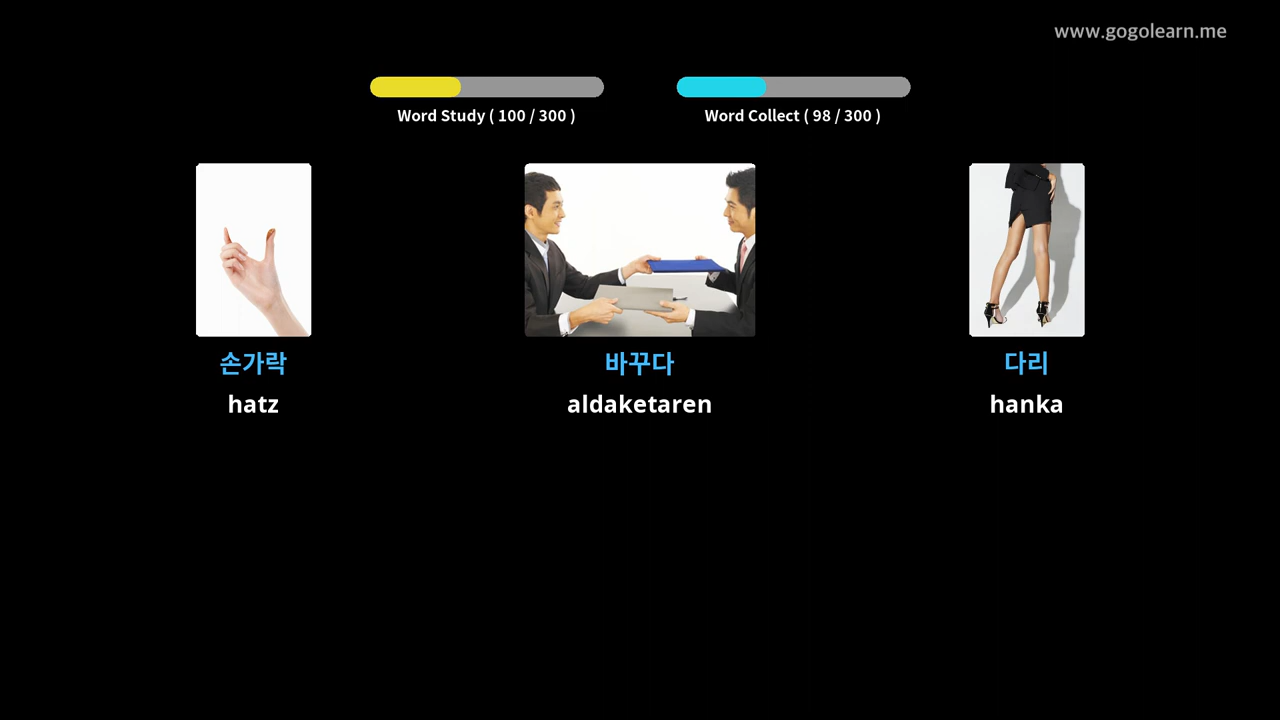 www.gogolearn.me
Word Study ( 100 / 300 )
Word Collect ( 98 / 300 )
손가락
바꾸다
다리
hatz
aldaketaren
hanka